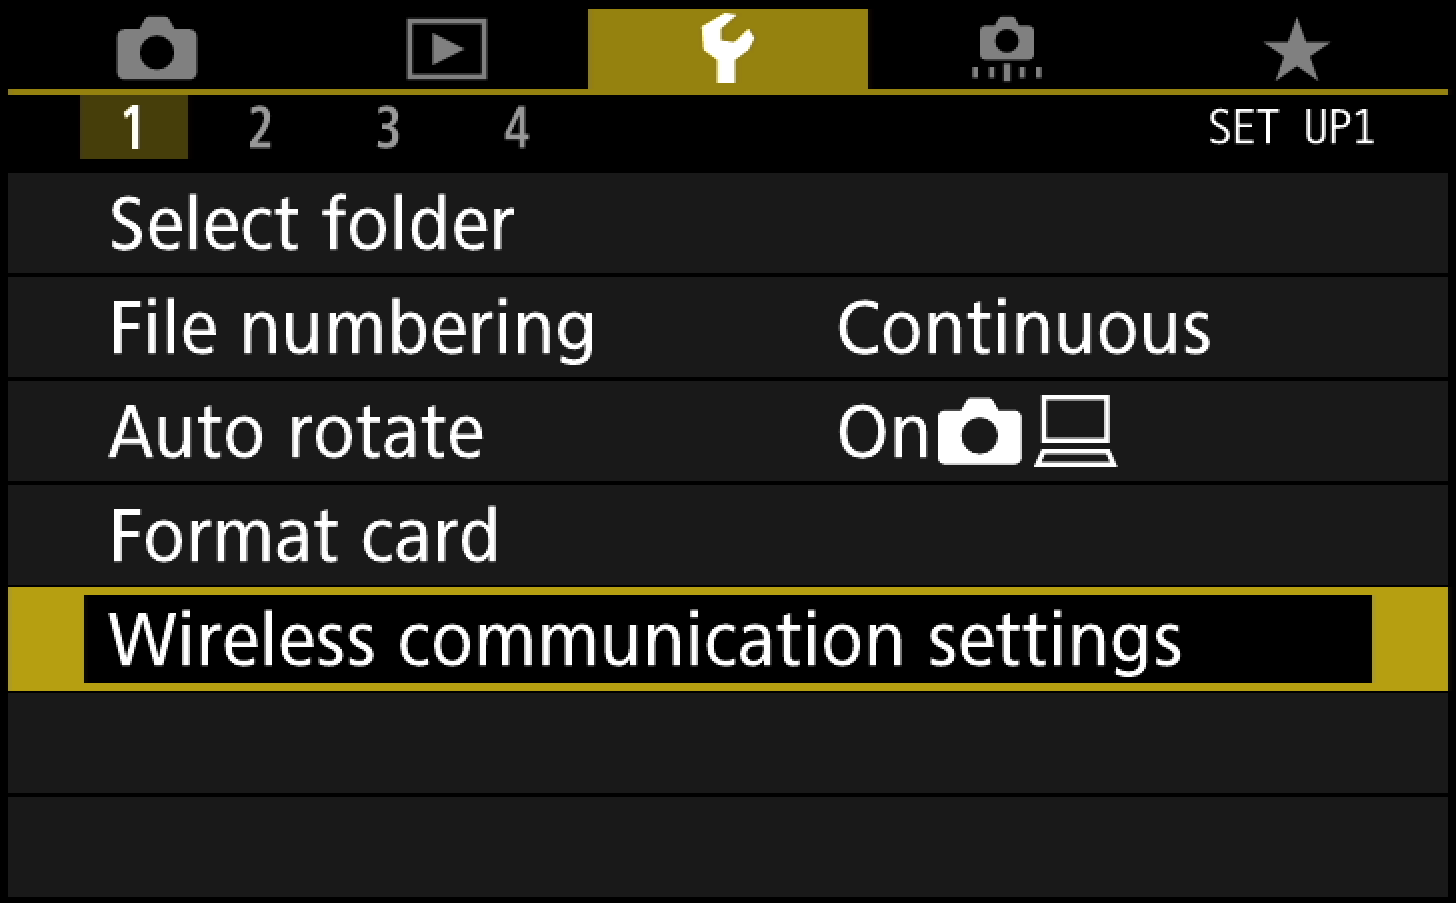 1 2 3 4 SET UP1
Select folder
File numbering Continuous
Auto rotate On
Format card
Wireless communication settings